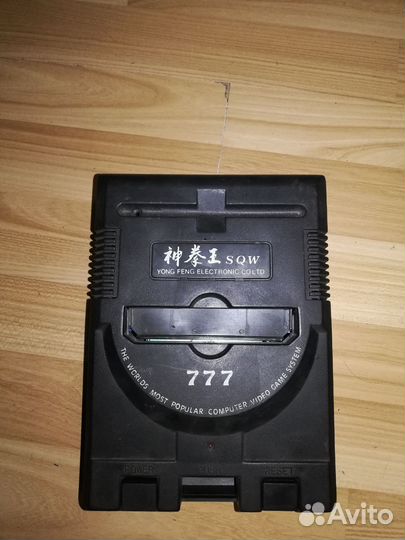 神拳王 SQW
YONG FENG ELECTRONIC CO LTD
777
THE WORLDS MOST POPULAR COMPUTER VIDEO GAME SYSTEM
POWER RESET
Avito